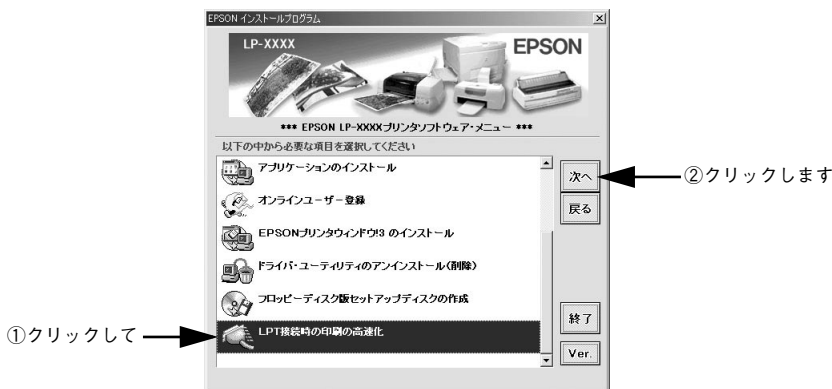 EPSON インストールプログラム
LP-XXXX
EPSON
*** EPSON LP-XXXXプリンタソフトウェア・メニュー ***
以下の中から必要な項目を選択してください
アプリケーションのインストール
次へ
②クリックします
オンラインユーザー登録
戻る
EPSONプリンタウィンドウ!3 のインストール
ドライバ・ユーティリティのアンインストール(削除)
フロッピーディスク版セットアップディスクの作成
終了
①クリックして
LPT接続時の印刷の高速化
Ver.